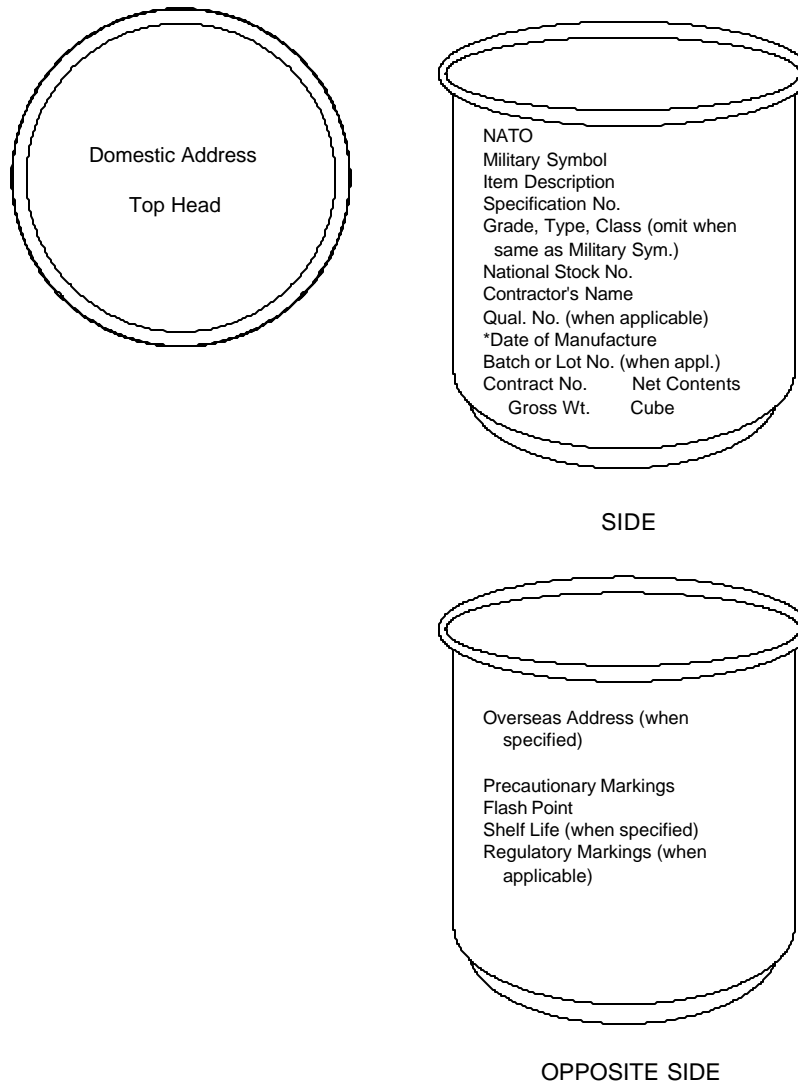 Domestic Address
Top Head
NATO
Military Symbol
Item Description
Specification No.
Grade, Type, Class (omit when
same as Military Sym.)
National Stock No.
Contractor's Name
Qual. No. (when applicable)
*Date of Manufacture
Batch or Lot No. (when appl.)
Contract No. Net Contents
Gross Wt. Cube
SIDE
Overseas Address (when
specified)
Precautionary Markings
Flash Point
Shelf Life (when specified)
Regulatory Markings (when
applicable)
OPPOSITE SIDE